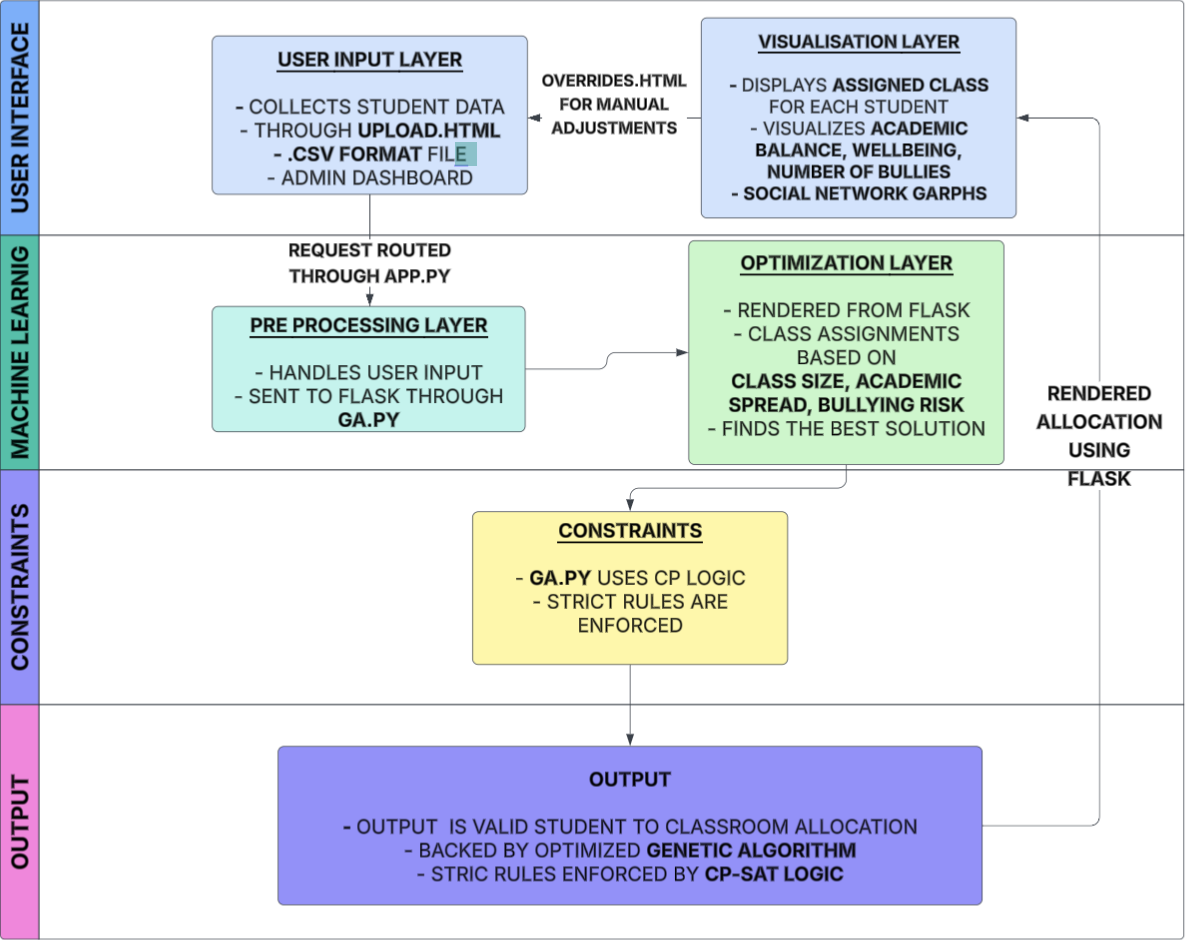 USER INTERFACE
USER INPUT LAYER
- COLLECTS STUDENT DATA
- THROUGH UPLOAD.HTML
- .CSV FORMAT FILE
- ADMIN DASHBOARD
OVERRIDES.HTML
FOR MANUAL
ADJUSTMENTS
VISUALISATION LAYER
- DISPLAYS ASSIGNED CLASS
FOR EACH STUDENT
- VISUALIZES ACADEMIC
BALANCE, WELLBEING,
NUMBER OF BULLIES
- SOCIAL NETWORK GARPHS
REQUEST ROUTED
THROUGH APP.PY
MACHINE LEARNIG
PRE PROCESSING LAYER
- HANDLES USER INPUT
- SENT TO FLASK THROUGH
GA.PY
OPTIMIZATION LAYER
- RENDERED FROM FLASK
- CLASS ASSIGNMENTS
BASED ON
CLASS SIZE, ACADEMIC
SPREAD, BULLYING RISK
- FINDS THE BEST SOLUTION
RENDERED
ALLOCATION
USING
FLASK
CONSTRAINTS
CONSTRAINTS
- GA.PY USES CP LOGIC
- STRICT RULES ARE
ENFORCED
OUTPUT
OUTPUT
- OUTPUT IS VALID STUDENT TO CLASSROOM ALLOCATION
- BACKED BY OPTIMIZED GENETIC ALGORITHM
- STRIC RULES ENFORCED BY CP-SAT LOGIC